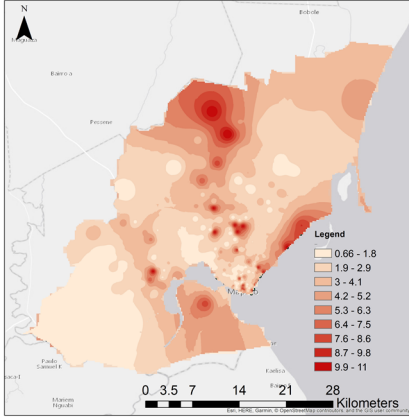 N
Bobole
Bairro a
Pessene
Legend
0.66 - 1.8
1.9 - 2.9
3 - 4.1
4.2 - 5.2
5.3 - 6.3
6.4 - 7.5
7.6 - 8.6
8.7 - 9.8
9.9 - 11
Paolo
Samuel K
Mariem
Nguabi
0 3.5 7 14 21 28
Kilometers
Esri, HERE, Garmin, © OpenStreetMap contributors, and the GIS user community